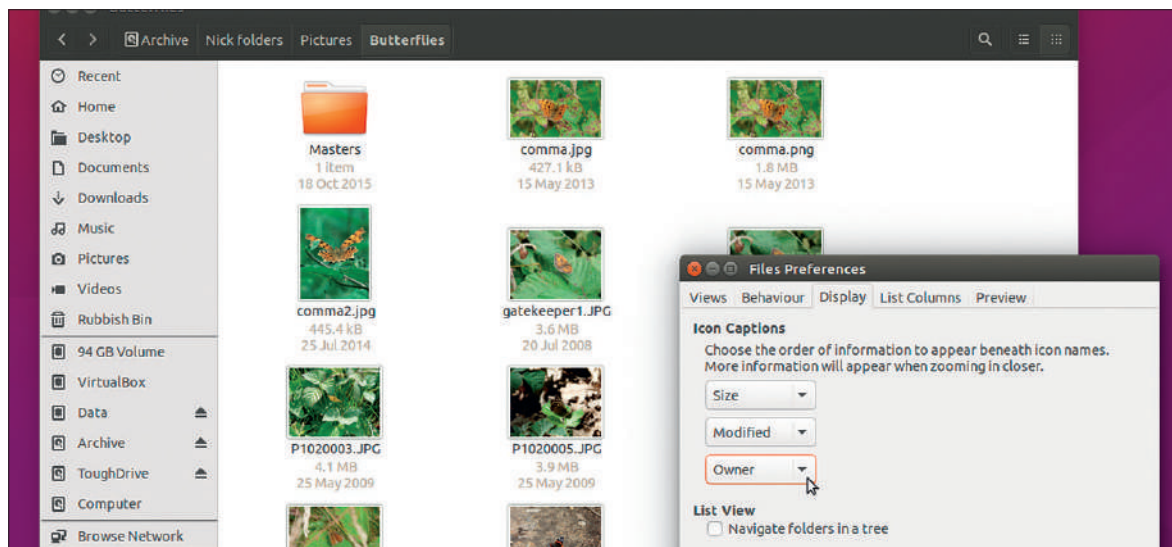 Archive Nick folders Pictures Butterflies
Recent
Home
Desktop
Documents
Downloads
Music
Pictures
Videos
Rubbish Bin
94 GB Volume
VirtualBox
Data
Archive
ToughDrive
Computer
Browse Network
Masters
1 item
18 Oct 2015
comma.jpg
427.1 kB
15 May 2013
comma.png
1.8 MB
15 May 2013
comma2.jpg
445.4 kB
25 Jul 2014
gatekeeper1.JPG
3.6 MB
20 Jul 2008
P1020003.JPG
4.1 MB
25 May 2009
P1020005.JPG
3.9 MB
25 May 2009
Files Preferences
Views Behaviour Display List Columns Preview
Icon Captions
Choose the order of information to appear beneath icon names.
More information will appear when zooming in closer.
Size
Modified
Owner
List View
Navigate folders in a tree